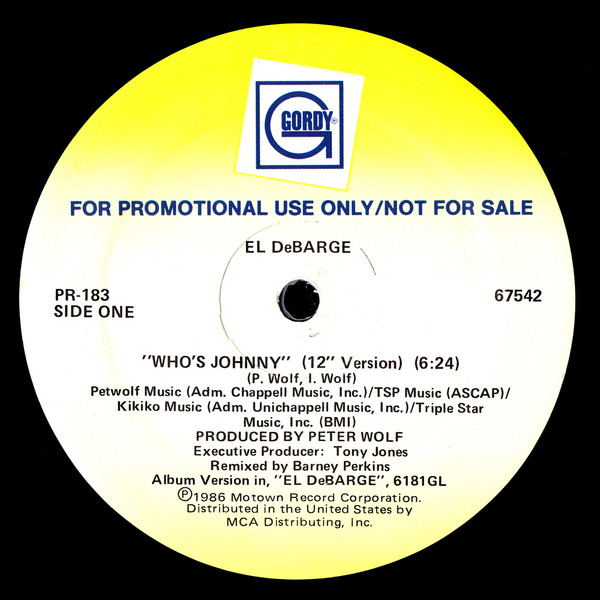 GORDY®
FOR PROMOTIONAL USE ONLY/NOT FOR SALE
EL DeBARGE
PR-183
SIDE ONE
67542
"WHO'S JOHNNY" (12" Version) (6:24)
(P. Wolf, I. Wolf)
Petwolf Music (Adm. Chappell Music, Inc.)/TSP Music (ASCAP)/
Kikiko Music (Adm. Unichappell Music, Inc.)/Triple Star
Music, Inc. (BMI)
PRODUCED BY PETER WOLF
Executive Producer: Tony Jones
Remixed by Barney Perkins
Album Version in, "EL DeBARGE", 6181GL
Ⓟ1986 Motown Record Corporation.
Distributed in the United States by
MCA Distributing, Inc.